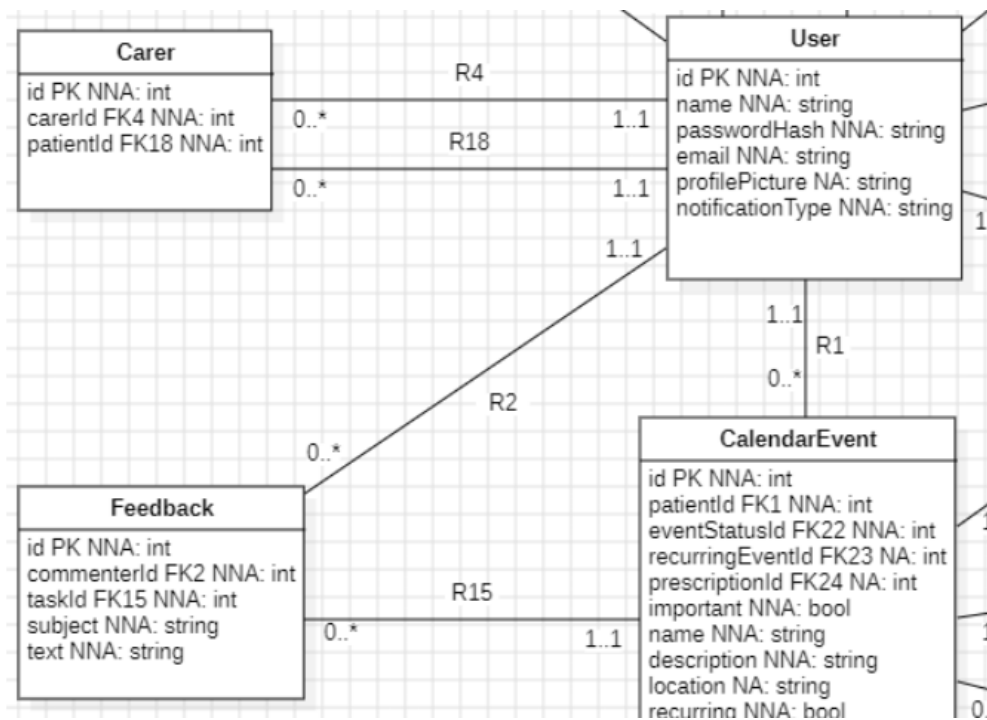 Carer
id PK NNA: int
carerId FK4 NNA: int
patientId FK18 NNA: int
R4
0..*
1..1
R18
0..*
1..1
User
id PK NNA: int
name NNA: string
passwordHash NNA: string
email NNA: string
profilePicture NA: string
notificationType NNA: string
1
1..1
1..1
R1
0..*
R2
0..*
Feedback
id PK NNA: int
commenterId FK2 NNA: int
taskId FK15 NNA: int
subject NNA: string
text NNA: string
R15
0..*
1..1
CalendarEvent
id PK NNA: int
patientId FK1 NNA: int
eventStatusId FK22 NNA: int
recurringEventId FK23 NA: int
prescriptionId FK24 NA: int
important NNA: bool
name NNA: string
description NNA: string
location NA: string
recurring NNA: bool
0.